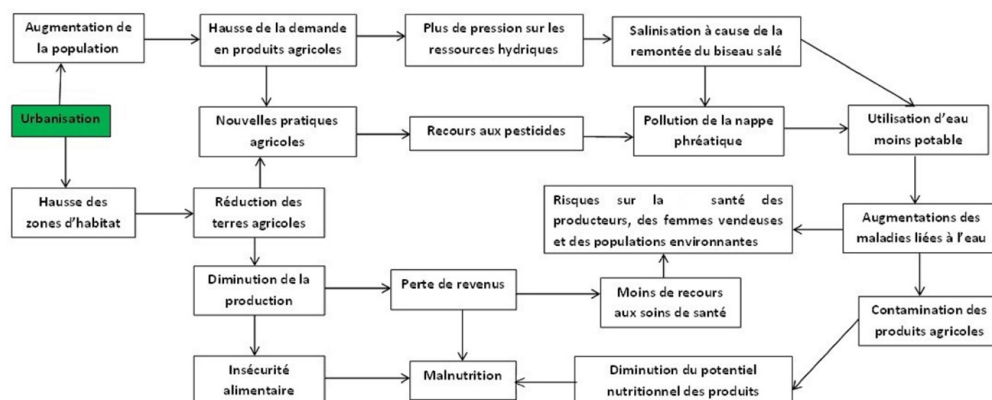 Augmentation de
la population
Hausse de la demande
en produits agricoles
Plus de pression sur les
ressources hydriques
Salinisation à cause de la
remontée du biseau salé
Urbanisation
Nouvelles pratiques
agricoles
Recours aux pesticides
Pollution de la nappe
phréatique
Utilisation d'eau
moins potable
Hausse des
zones d'habitat
Réduction des
terres agricoles
Risques sur la santé des
producteurs, des femmes vendeuses
et des populations environnantes
Augmentations des
maladies liées à l'eau
Diminution de la
production
Perte de revenus
Moins de recours
aux soins de santé
Contamination des
produits agricoles
Insécurité
alimentaire
Malnutrition
Diminution du potentiel
nutritionnel des produits